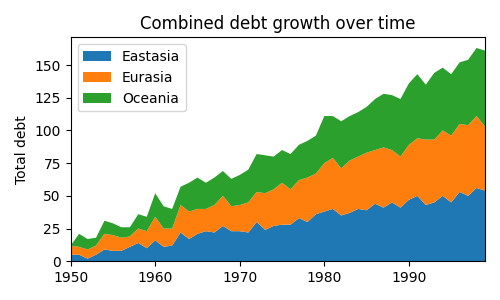 Combined debt growth over time
Total debt
150
125
100
75
50
25
0
Eastasia
Eurasia
Oceania
1950
1960
1970
1980
1990